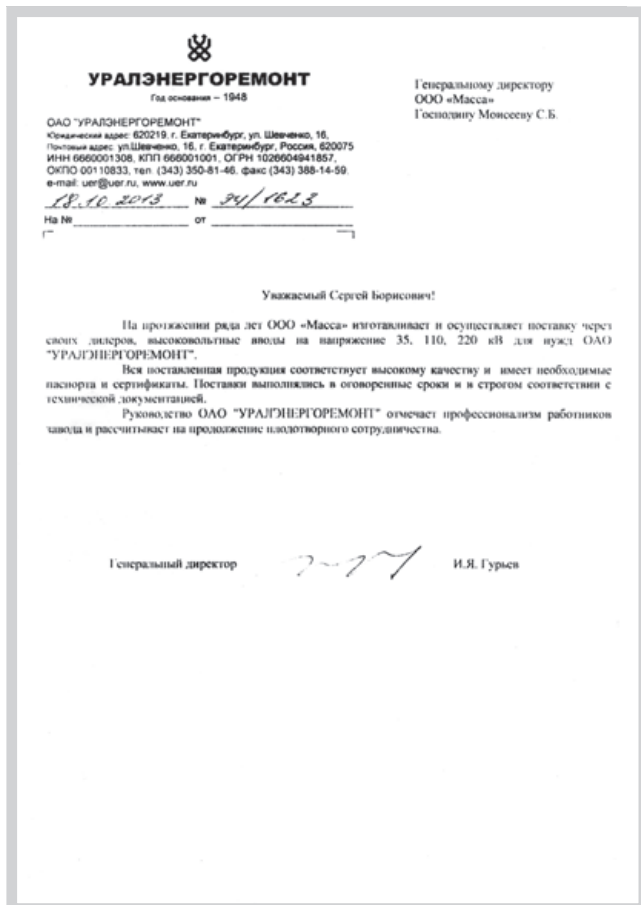 УРАЛЭНЕРГОРЕМОНТ
Год основания – 1948
ОАО "УРАЛЭНЕРГОРЕМОНТ"
Юридический адрес: 620219, г. Екатеринбург, ул. Шевченко, 16,
Почтовый адрес: ул.Шевченко, 16, г. Екатеринбург, Россия, 620075
ИНН 6660001308, КПП 666001001, ОГРН 1026604941857,
ОКПО 00110833, тел. (343) 350-81-46, факс (343) 388-14-59.
e-mail: uer@uer.ru, www.uer.ru
18.10.2013 № 94/1623
На № от
Генеральному директору
ООО «Масса»
Господину Моисееву С.Б.
Уважаемый Сергей Борисович!
На протяжении ряда лет ООО «Масса» изготавливает и осуществляет поставку через
своих дилеров, высоковольтные вводы на напряжение 35, 110, 220 кВ для нужд ОАО
"УРАЛЭНЕРГОРЕМОНТ".
Вся поставленная продукция соответствует высокому качеству и имеет необходимые
паспорта и сертификаты. Поставки выполнялись в оговоренные сроки и в строгом соответствии с
технической документацией.
Руководство ОАО "УРАЛЭНЕРГОРЕМОНТ" отмечает профессионализм работников
завода и рассчитывает на продолжение плодотворного сотрудничества.
Генеральный директор И.Я. Гурьев